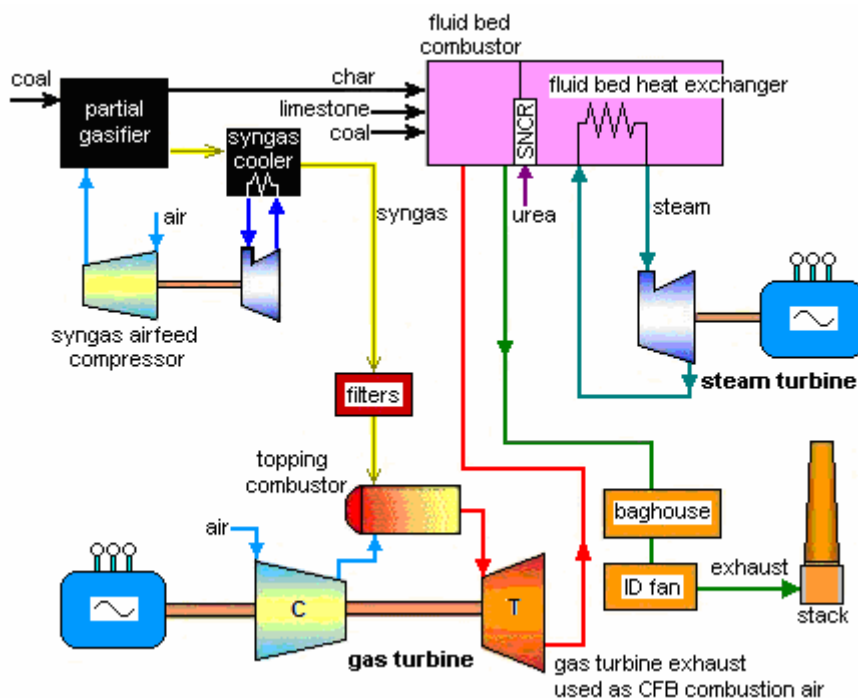 fluid bed
combustor
coal
char
fluid bed heat exchanger
partial
gasifier
limestone
coal
SNCR
syngas
cooler
urea
steam
syngas
air
syngas airfeed
compressor
steam turbine
filters
topping
combustor
air
baghouse
ID fan
exhaust
stack
C
T
gas turbine
gas turbine exhaust
used as CFB combustion air